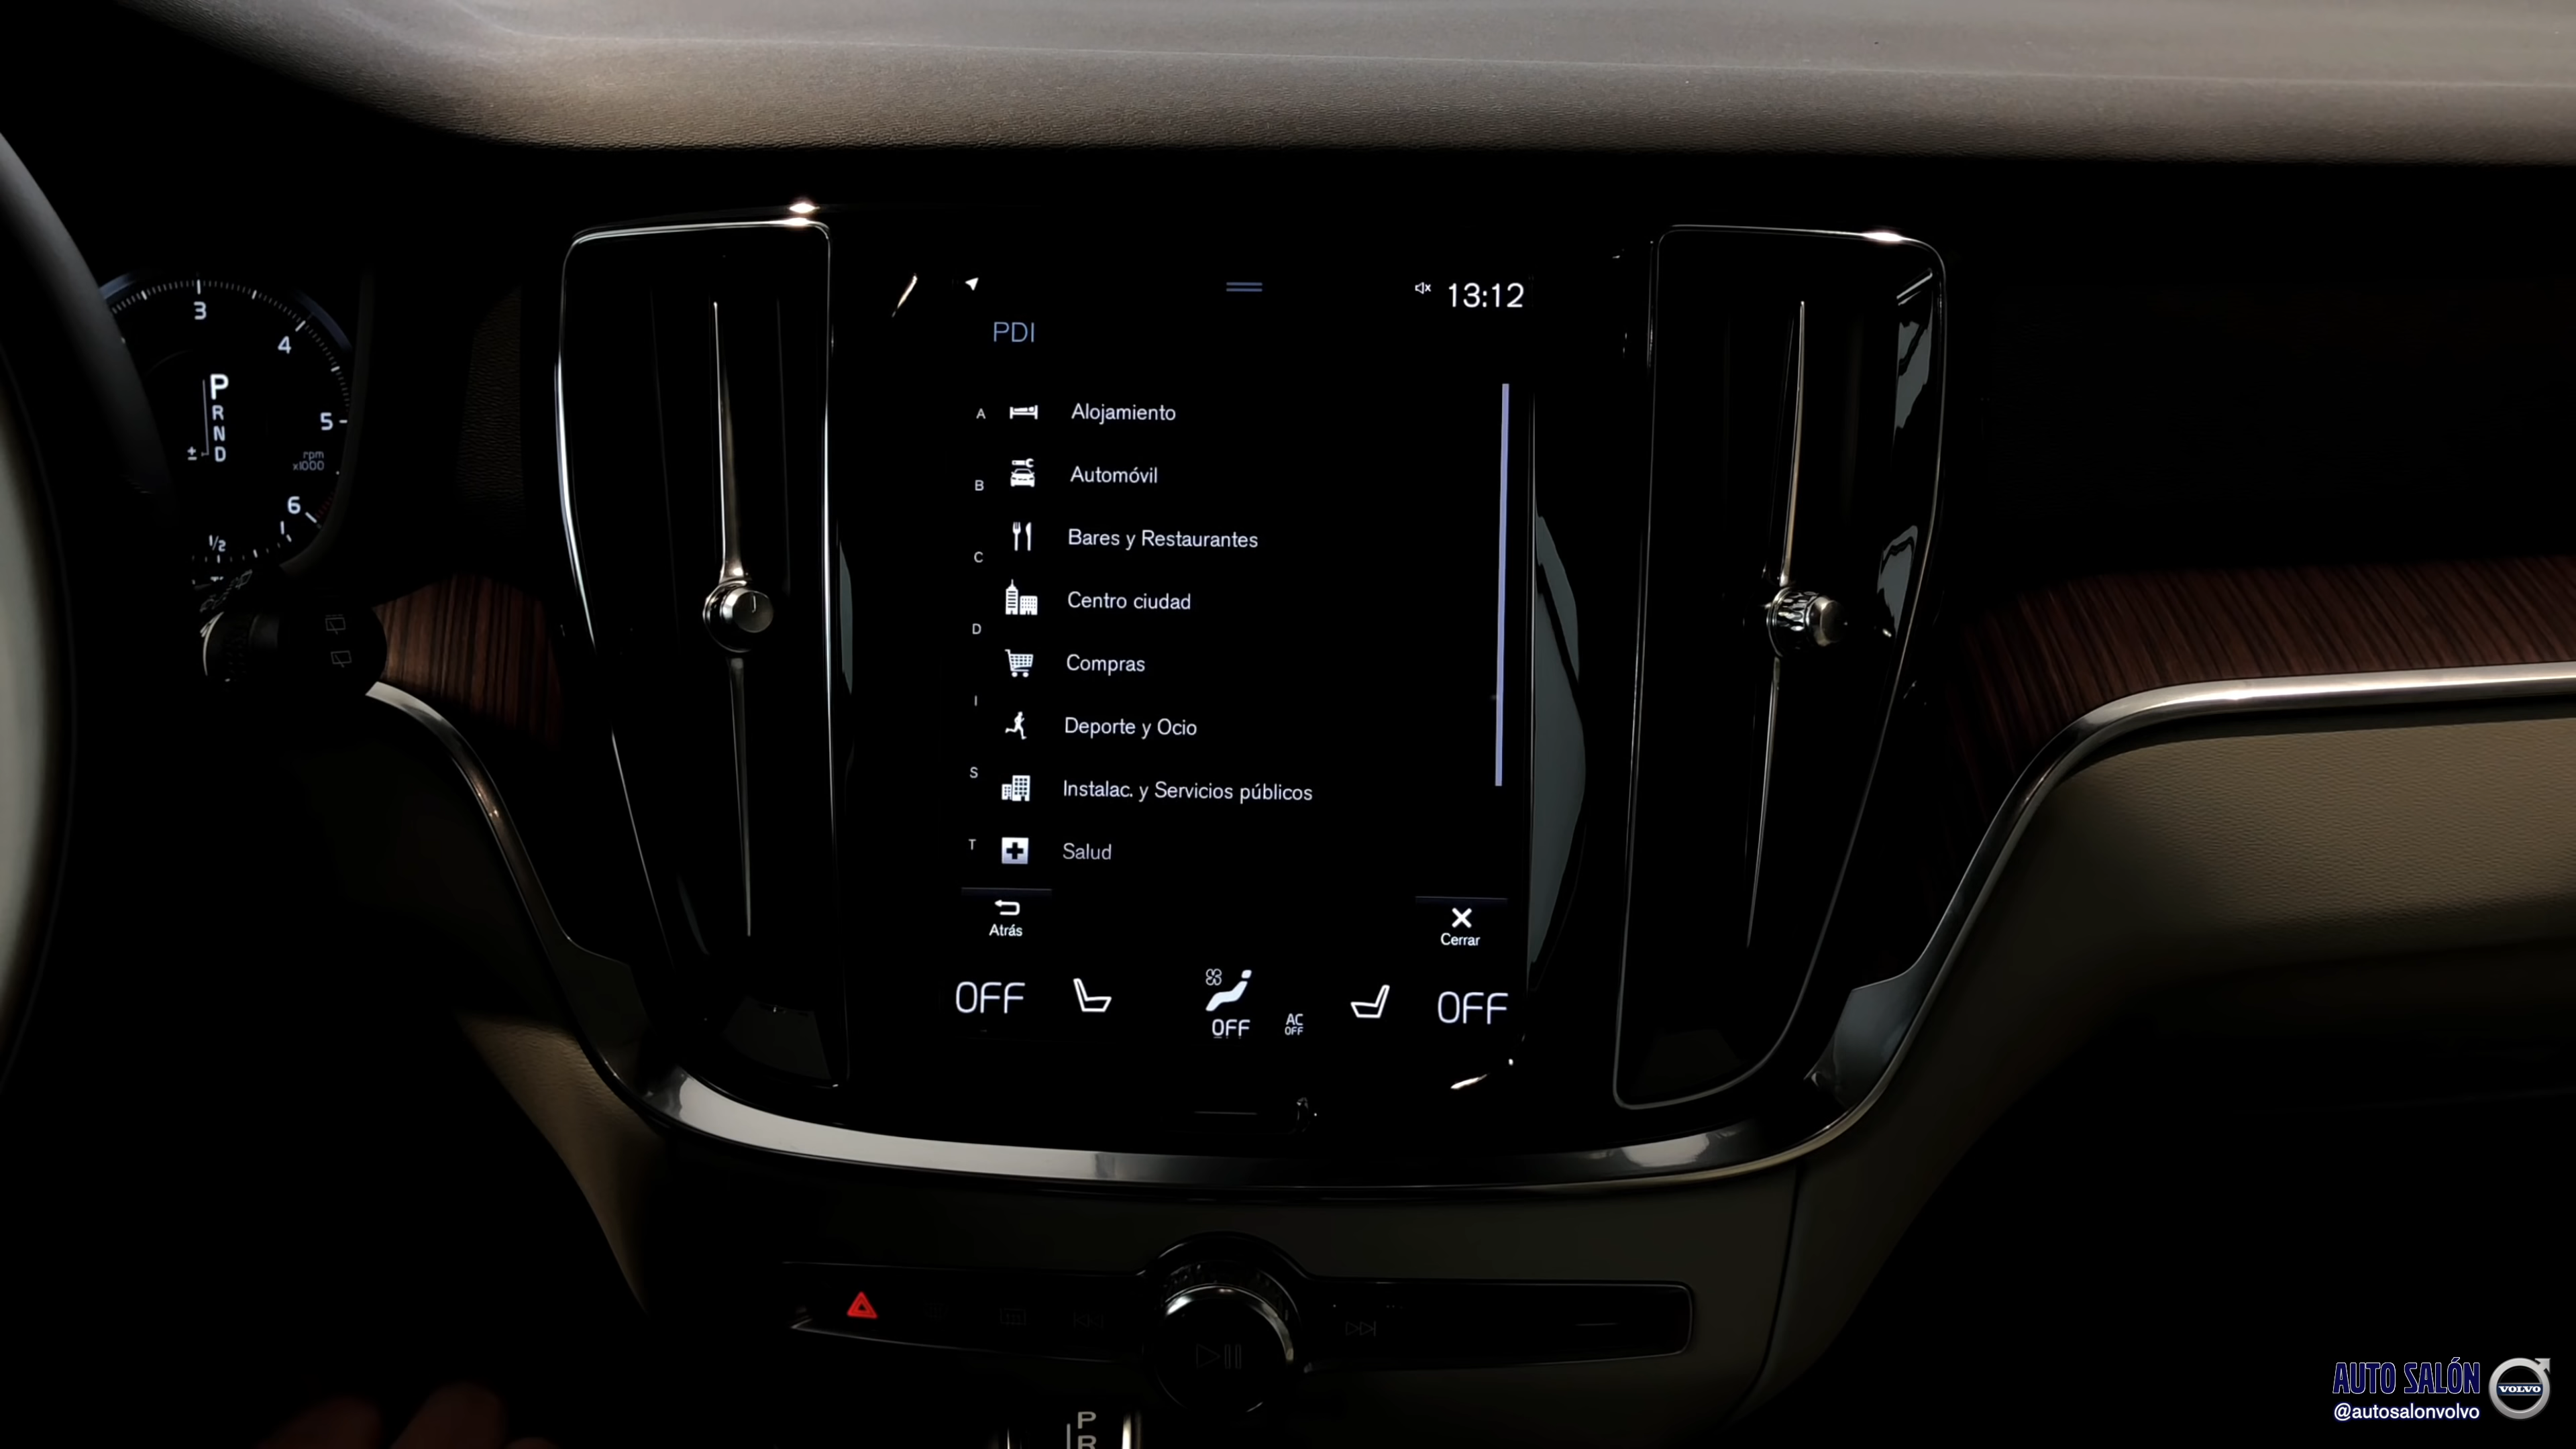 3
4
5
6
rpm
x1000
1/2
P
R
N
± D
13:12
PDI
A
Alojamiento
Automóvil
B
Bares y Restaurantes
C
Centro ciudad
D
Compras
I
Deporte y Ocio
S
Instalac. y Servicios públicos
T
Salud
Atrás
Cerrar
OFF
OFF
AC
OFF
OFF
P
R
AUTO SALÓN
VOLVO
@autosalonvolvo